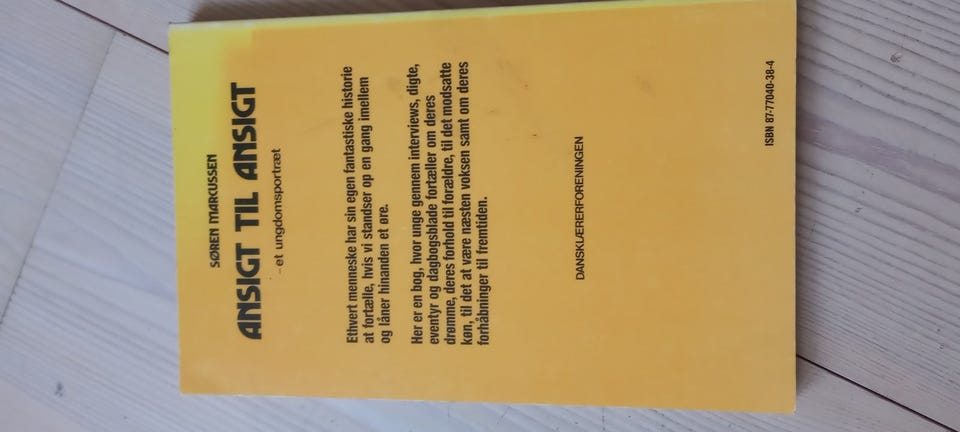 SØREN MARCUSSEN
ANSIGT TIL ANSIGT
– et ungdomsportræt
Ethvert menneske har sin egen fantastiske historie
at fortælle, hvis vi standser op en gang imellem
og låner hinanden et øre.
Her er en bog, hvor unge gennem interviews, digte,
eventyr og dagbogsblade fortæller om deres
drømme, deres forhold til forældre, til det modsatte
køn, til det at være næsten voksen samt om deres
forhåbninger til fremtiden.
DANSKLÆRERFORENINGEN
ISBN 87-77040-38-4